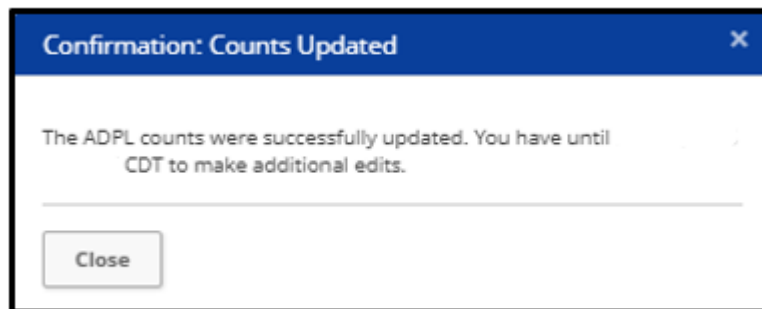 Confirmation: Counts Updated ×
The ADPL counts were successfully updated. You have until
CDT to make additional edits.
Close